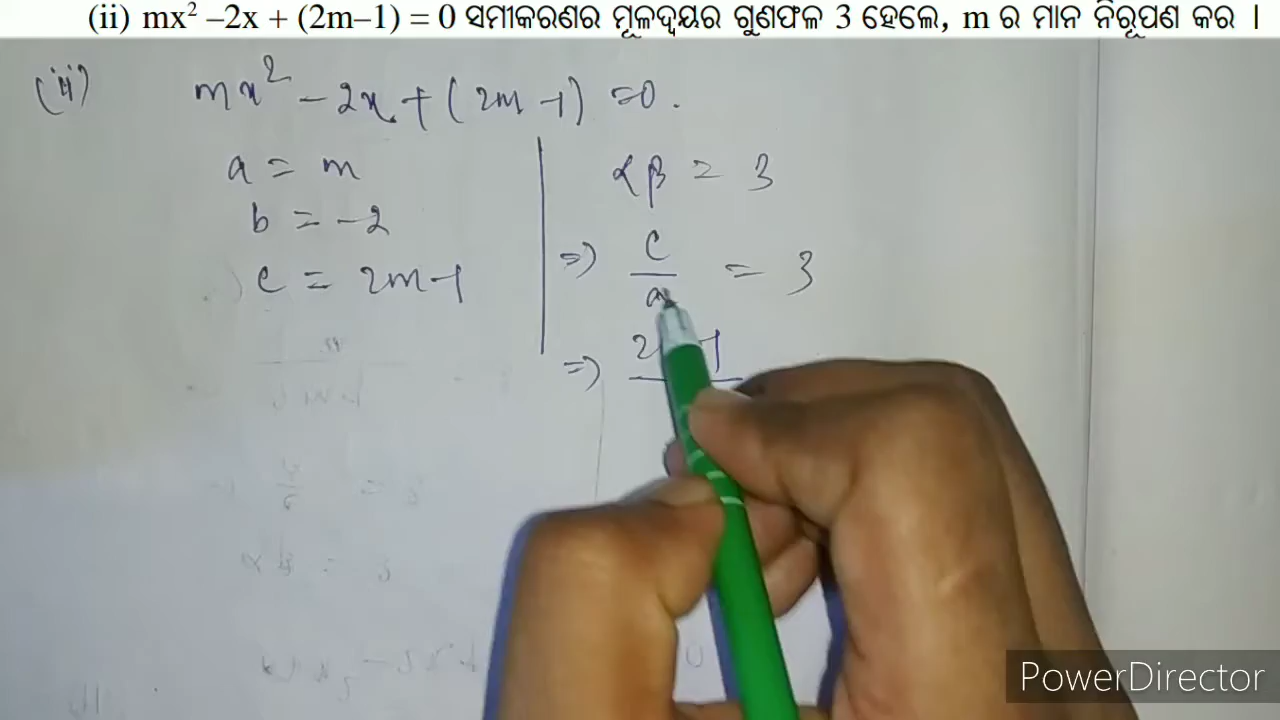 (ii) mx² –2x + (2m–1) = 0 ସମୀକରଣର ମୂଳଦ୍ୱୟର ଗୁଣଫଳ 3 ହେଲେ, m ର ମାନ ନିରୂପଣ କର ।
(ii) mx² - 2x + (2m -1) = 0.
a = m
b = -2
c = 2m-1
αβ = 3
=> c/a = 3
=>
PowerDirector